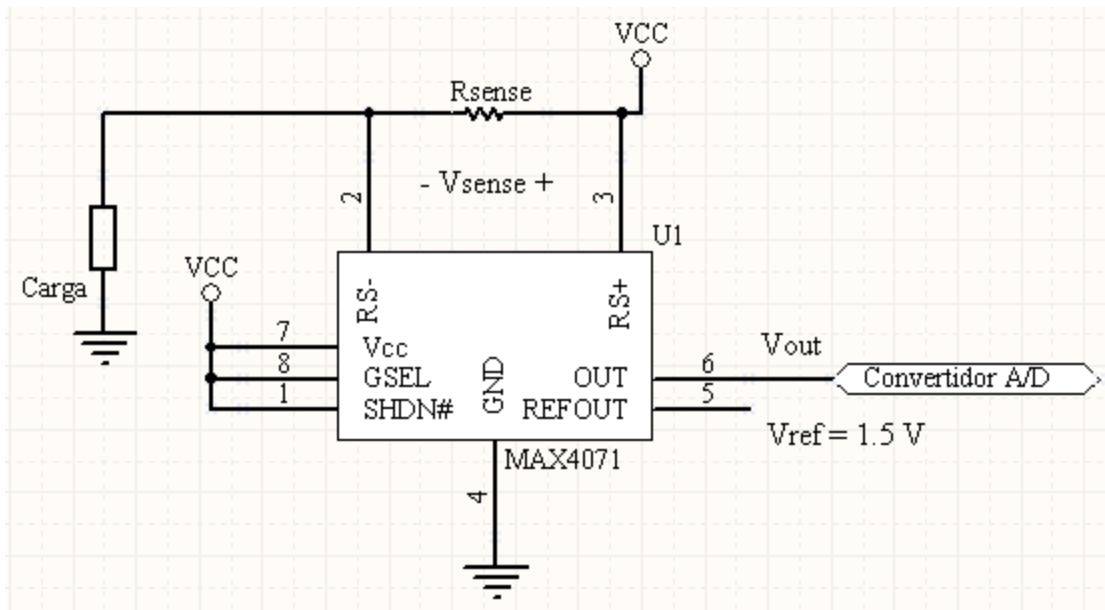 VCC
Rsense
2
- Vsense +
3
U1
VCC
Carga
RS-
RS+
7
Vcc
Vout
8
GSEL
GND
OUT
6
Convertidor A/D
1
SHDN#
REFOUT
5
Vref = 1.5 V
MAX4071
4